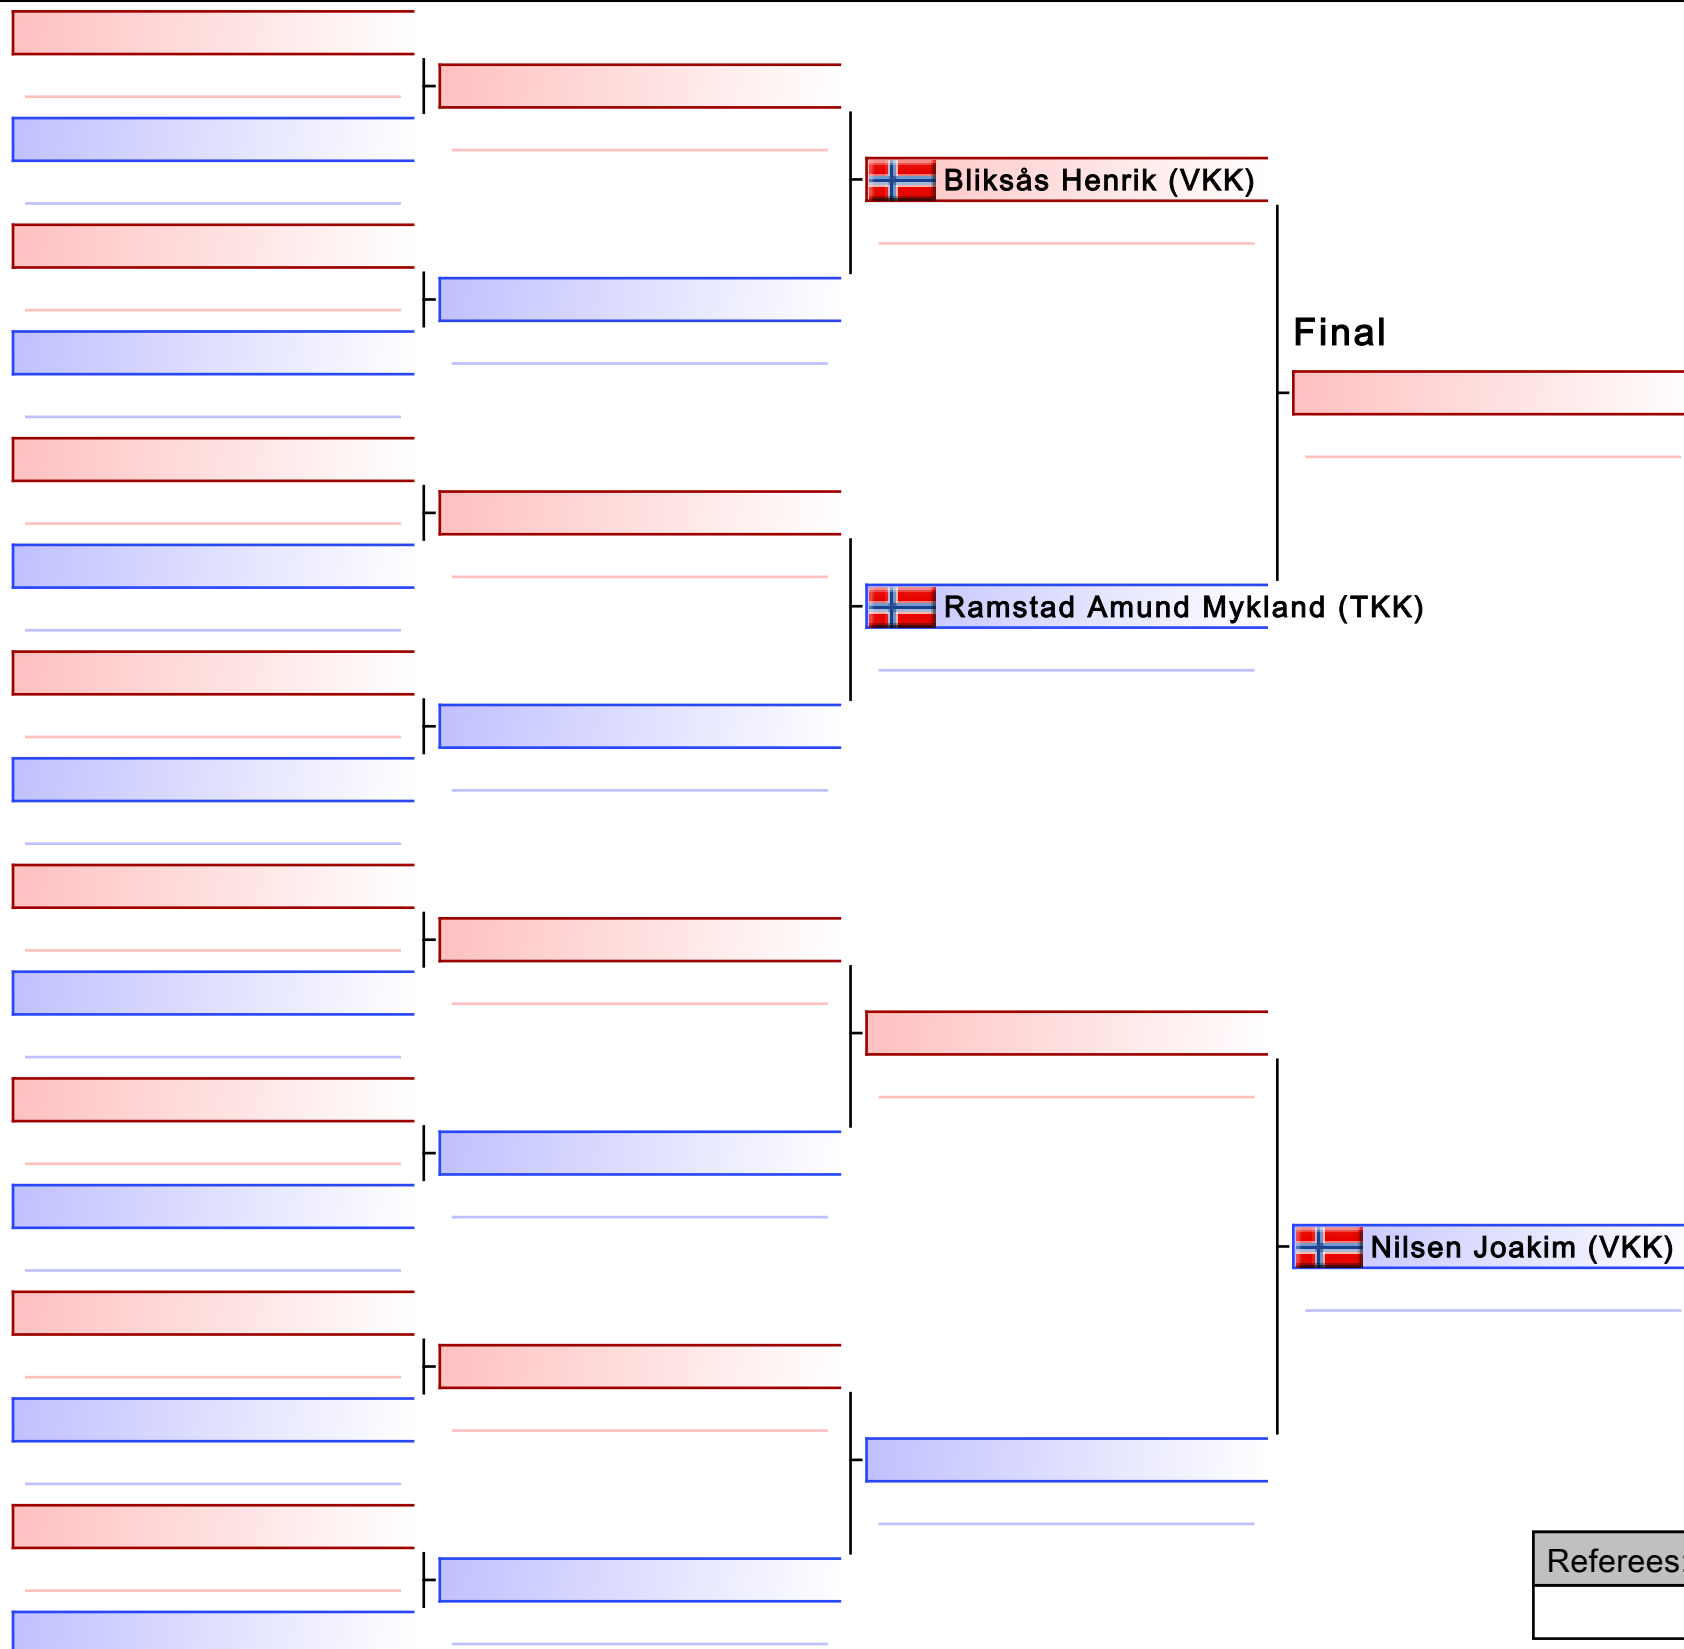 Bliksås Henrik (VKK)
Final
Ramstad Amund Mykland (TKK)
Nilsen Joakim (VKK)
Referees: